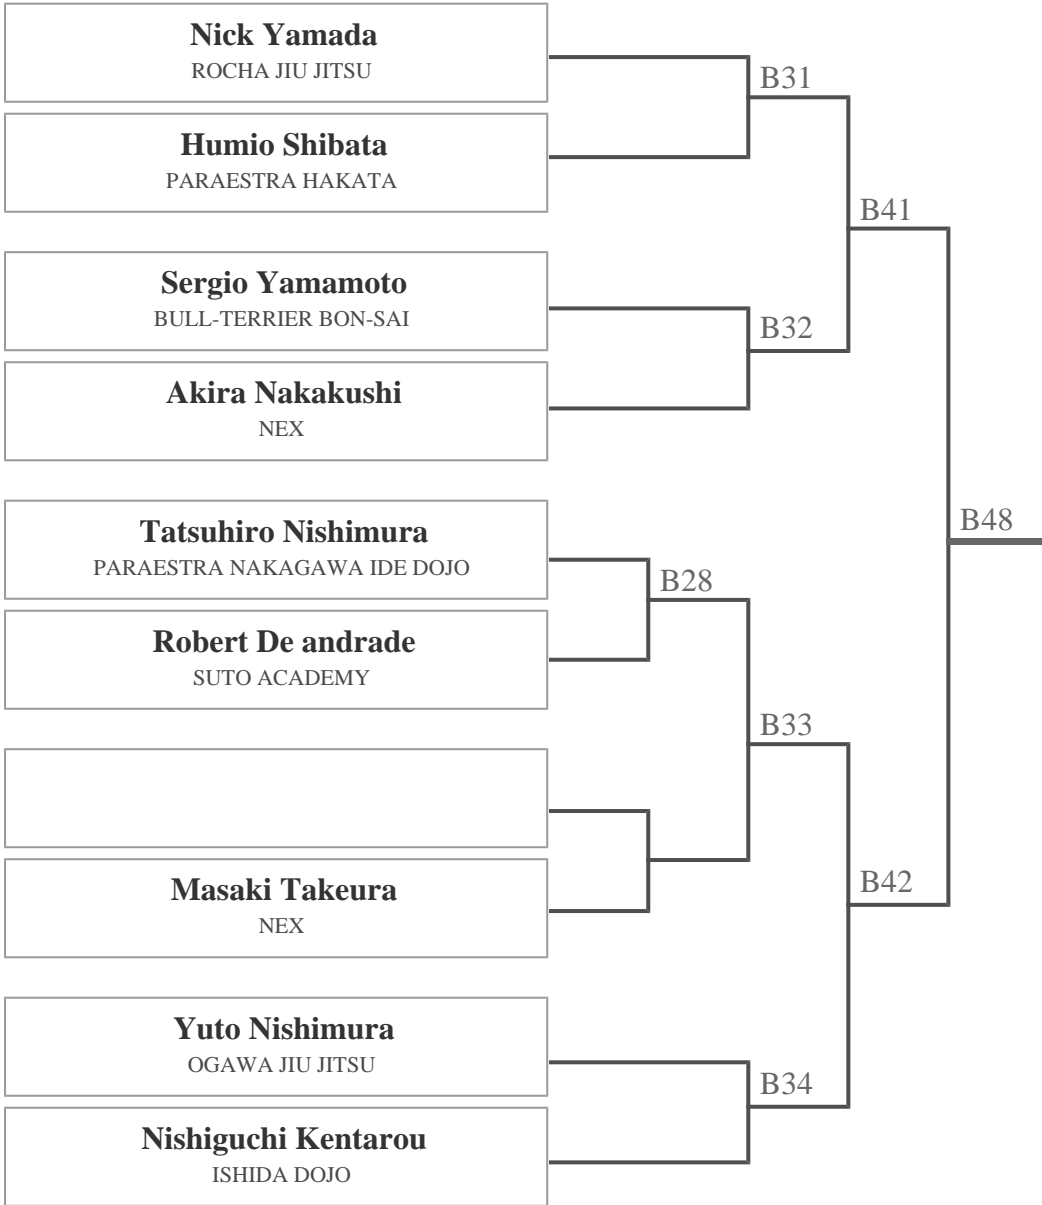 Nick Yamada
ROCHA JIU JITSU
B31
Humio Shibata
PARAESTRA HAKATA
B41
Sergio Yamamoto
BULL-TERRIER BON-SAI
B32
Akira Nakakushi
NEX
Tatsuhiro Nishimura
PARAESTRA NAKAGAWA IDE DOJO
B48
B28
Robert De andrade
SUTO ACADEMY
B33
Masaki Takeura
NEX
B42
Yuto Nishimura
OGAWA JIU JITSU
B34
Nishiguchi Kentarou
ISHIDA DOJO